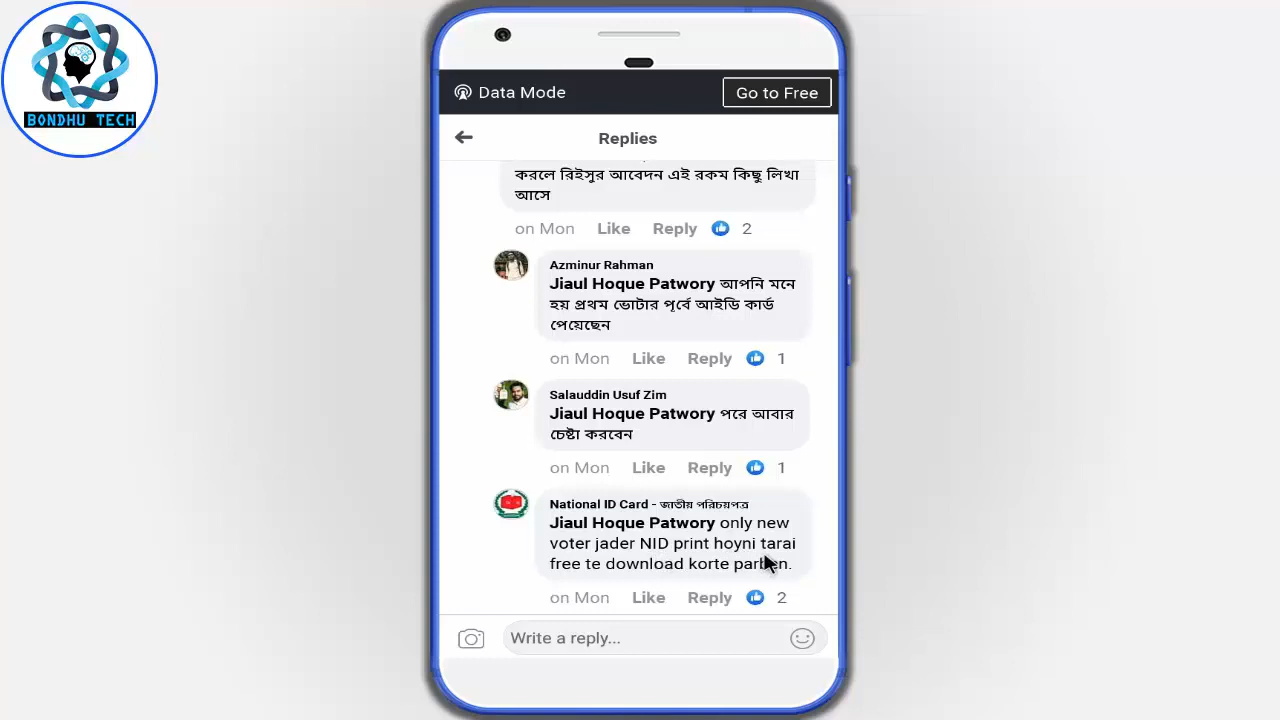 BONDHU TECH
Data Mode
Go to Free
Replies
করলে রিইসুর আবেদন এই রকম কিছু লিখা
আসে
on Mon Like Reply 2
Azminur Rahman
Jiaul Hoque Patwory আপনি মনে
হয় প্রথম ভোটার পূর্বে আইডি কার্ড
পেয়েছেন
on Mon Like Reply 1
Salauddin Usuf Zim
Jiaul Hoque Patwory পরে আবার
চেষ্টা করবেন
on Mon Like Reply 1
National ID Card - জাতীয় পরিচয়পত্র
Jiaul Hoque Patwory only new
voter jader NID print hoyni tarai
free te download korte parben.
on Mon Like Reply 2
Write a reply...